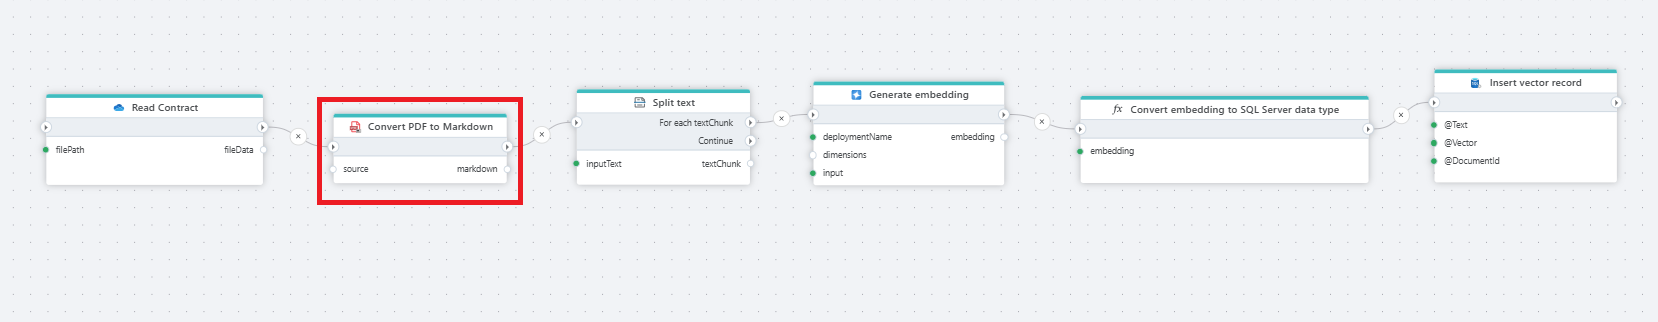 Read Contract
filePath
fileData
Convert PDF to Markdown
source
markdown
Split text
For each textChunk
Continue
inputText
textChunk
Generate embedding
deploymentName
embedding
dimensions
input
fx Convert embedding to SQL Server data type
embedding
Insert vector record
@Text
@Vector
@DocumentId